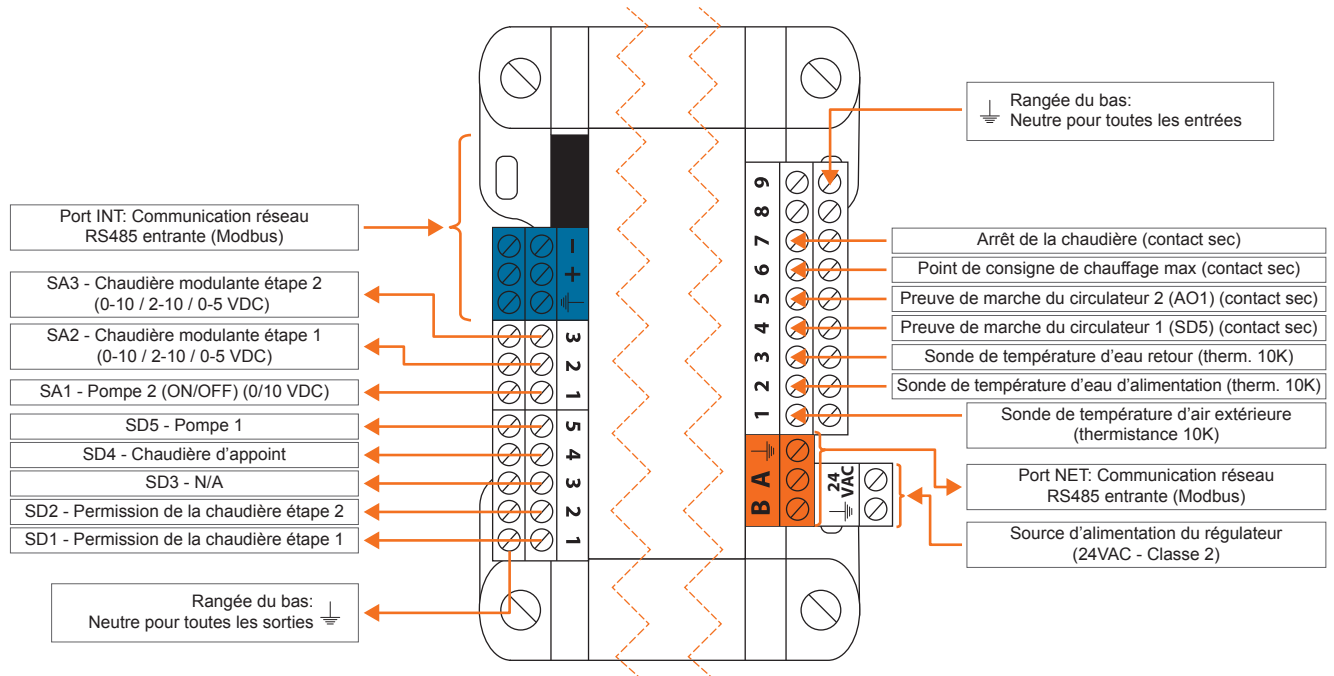 Port INT: Communication réseau
RS485 entrante (Modbus)
SA3 - Chaudière modulante étape 2
(0-10 / 2-10 / 0-5 VDC)
SA2 - Chaudière modulante étape 1
(0-10 / 2-10 / 0-5 VDC)
SA1 - Pompe 2 (ON/OFF) (0/10 VDC)
SD5 - Pompe 1
SD4 - Chaudière d'appoint
SD3 - N/A
SD2 - Permission de la chaudière étape 2
SD1 - Permission de la chaudière étape 1
Rangée du bas:
Neutre pour toutes les sorties
–
+
3
2
1
5
4
3
2
1
9
8
7
6
5
4
3
2
1
A
B
24
VAC
Rangée du bas:
Neutre pour toutes les entrées
Arrêt de la chaudière (contact sec)
Point de consigne de chauffage max (contact sec)
Preuve de marche du circulateur 2 (AO1) (contact sec)
Preuve de marche du circulateur 1 (SD5) (contact sec)
Sonde de température d'eau retour (therm. 10K)
Sonde de température d'eau d'alimentation (therm. 10K)
Sonde de température d'air extérieure
(thermistance 10K)
Port NET: Communication réseau
RS485 entrante (Modbus)
Source d'alimentation du régulateur
(24VAC - Classe 2)